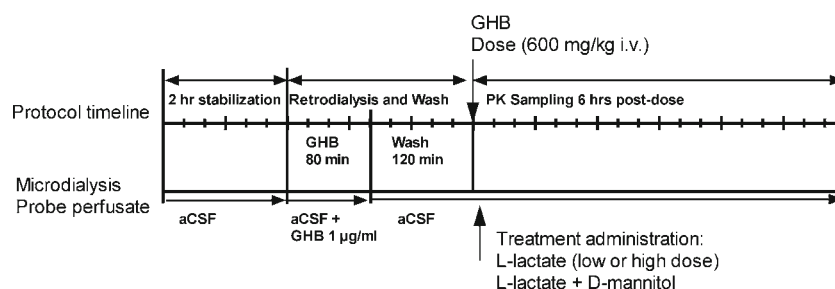 GHB
Dose (600 mg/kg i.v.)
2 hr stabilization
Retrodialysis and Wash
PK Sampling 6 hrs post-dose
Protocol timeline
GHB
80 min
Wash
120 min
Microdialysis
Probe perfusate
aCSF
aCSF +
GHB 1 µg/ml
aCSF
Treatment administration:
L-lactate (low or high dose)
L-lactate + D-mannitol